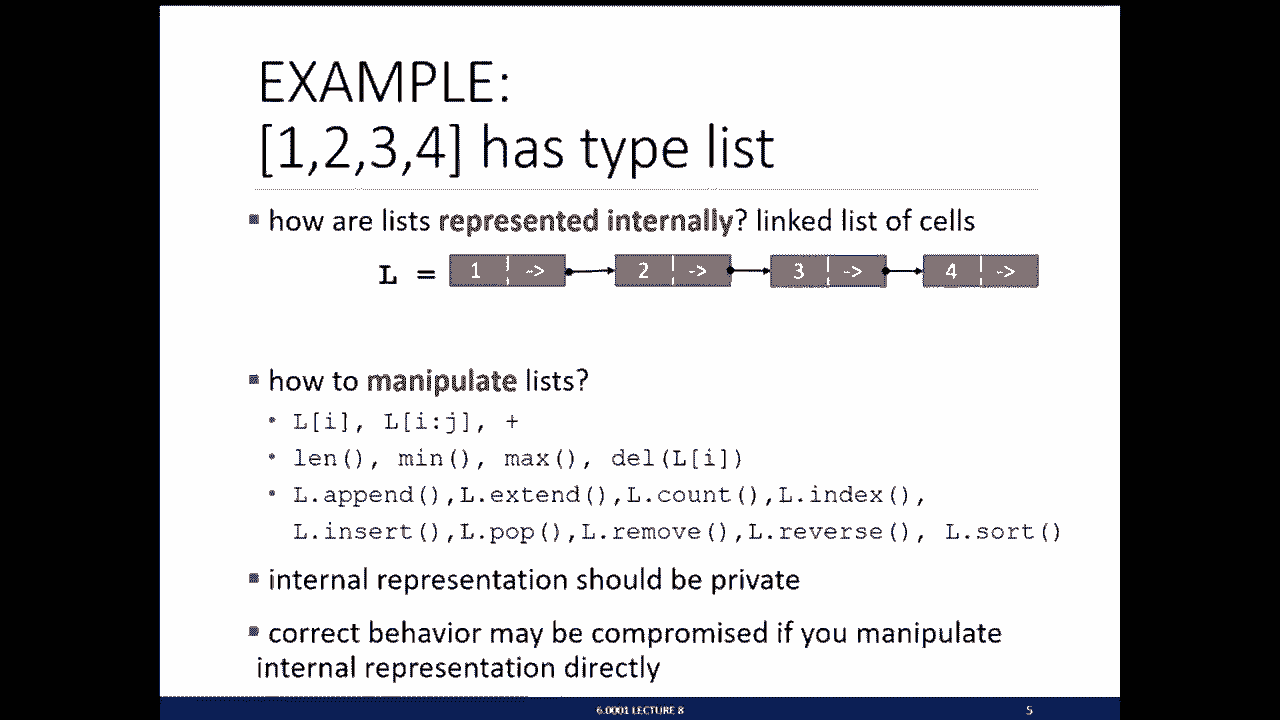 EXAMPLE:
[1,2,3,4] has type list
▪ how are lists represented internally? linked list of cells
L = 1 -> 2 -> 3 -> 4 ->
▪ how to manipulate lists?
• L[i], L[i:j], +
• len(), min(), max(), del(L[i])
• L.append(),L.extend(),L.count(),L.index(),
L.insert(),L.pop(),L.remove(),L.reverse(), L.sort()
▪ internal representation should be private
▪ correct behavior may be compromised if you manipulate
internal representation directly
6.0001 LECTURE 8
5